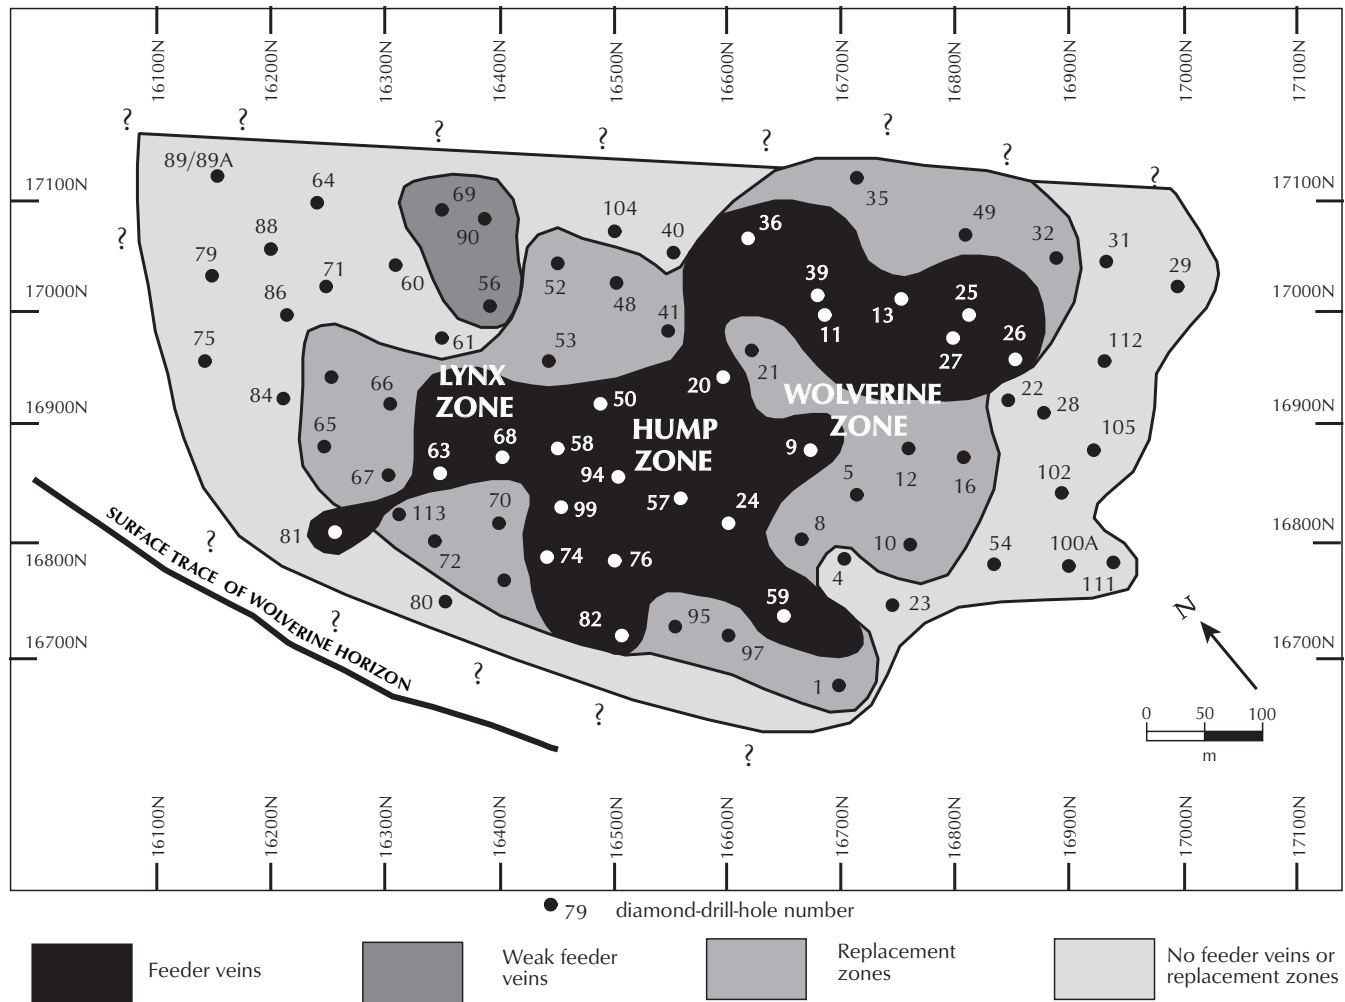 16100N 16200N 16300N 16400N 16500N 16600N 16700N 16800N 16900N 17000N 17100N
? ? ? ? ? ? ? ?
89/89A
17100N 64 69 35 17100N
36 49
88 104 40 32 31
? 90
79 71 60 52 39 25 29
86 56 48
17000N 41 13 17000N
11 26
75 61 53 27 112
LYNX
ZONE
66 20 21 WOLVERINE
ZONE
22
84 50 28
16900N 16900N
HUMP
ZONE
65 68 58 9 105
63
67 94 5 12 16 102
57 24
113 70 99
8
81 ? 72 74 76 10 54 100A
16800N 16800N
4 111
80 59 23
SURFACE TRACE OF WOLVERINE HORIZON
? 82 95 N
16700N 97 16700N
? 1
? 0 50 100
?
m
16100N 16200N 16300N 16400N 16500N 16600N 16700N 16800N 16900N 17000N 17100N
79 diamond-drill-hole number
Feeder veins
Weak feeder
veins
Replacement
zones
No feeder veins or
replacement zones